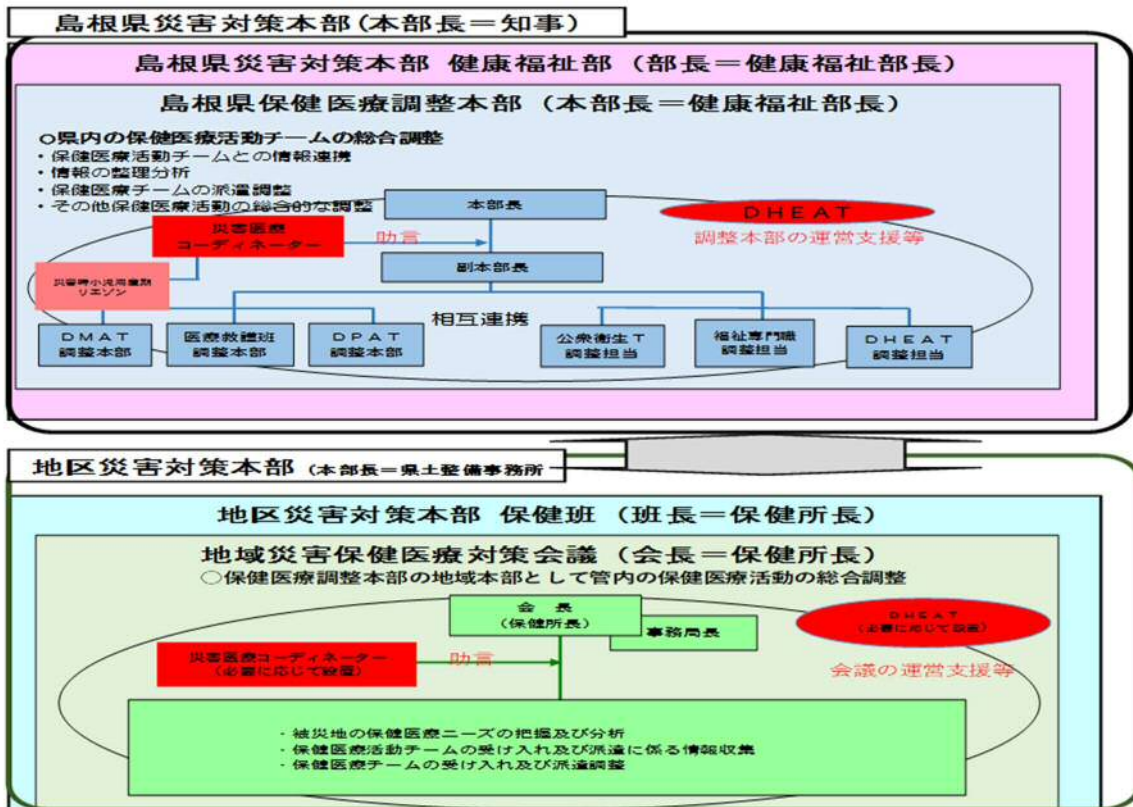 島根県災害対策本部(本部長=知事)
島根県災害対策本部 健康福祉部 (部長=健康福祉部長)
島根県保健医療調整本部 (本部長=健康福祉部長)
○県内の保健医療活動チームの総合調整
・保健医療活動チームとの情報連携
・情報の整理分析
・保健医療チームの派遣調整
・その他保健医療活動の総合的な調整
本部長
DHEAT
調整本部の運営支援等
災害医療
コーディネーター
助言
副本部長
災害時小児周産期
リエゾン
相互連携
DMAT
調整本部
医療救護班
調整本部
DPAT
調整本部
公衆衛生T
調整担当
福祉専門職
調整担当
DHEAT
調整担当
地区災害対策本部 (本部長=県土整備事務所
地区災害対策本部 保健班 (班長=保健所長)
地域災害保健医療対策会議 (会長=保健所長)
○保健医療調整本部の地域本部として管内の保健医療活動の総合調整
会 長
(保健所長)
事務局長
DHEAT
(必要に応じて設置)
会議の運営支援等
災害医療コーディネーター
(必要に応じて設置)
助言
・被災地の保健医療ニーズの把握及び分析
・保健医療活動チームの受け入れ及び派遣に係る情報収集
・保健医療チームの受け入れ及び派遣調整